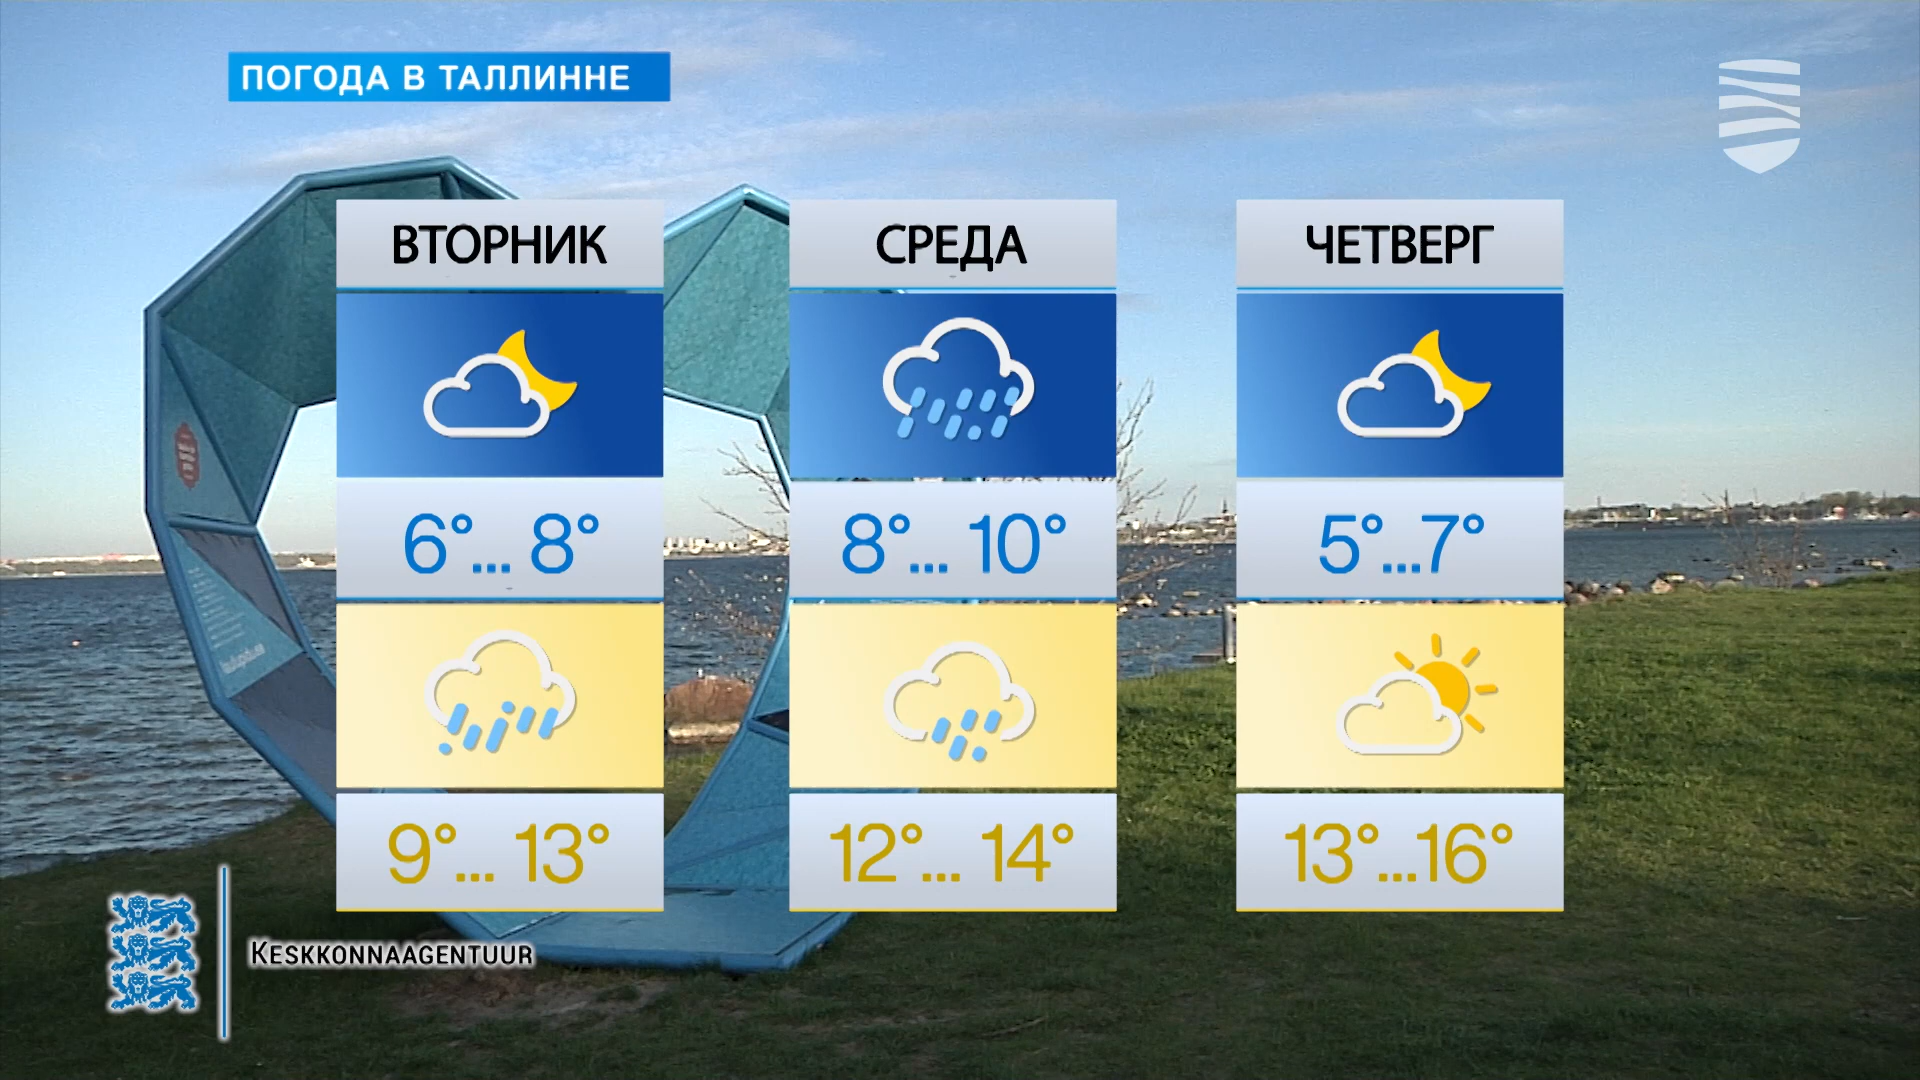 ПОГОДА В ТАЛЛИННЕ
ВТОРНИК
6°... 8°
9°... 13°
СРЕДА
8°... 10°
12°... 14°
ЧЕТВЕРГ
5°...7°
13°...16°
KESKKONNAAGENTUUR